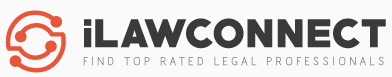 iLAWCONNECT
FIND TOP RATED LEGAL PROFESSIONALS